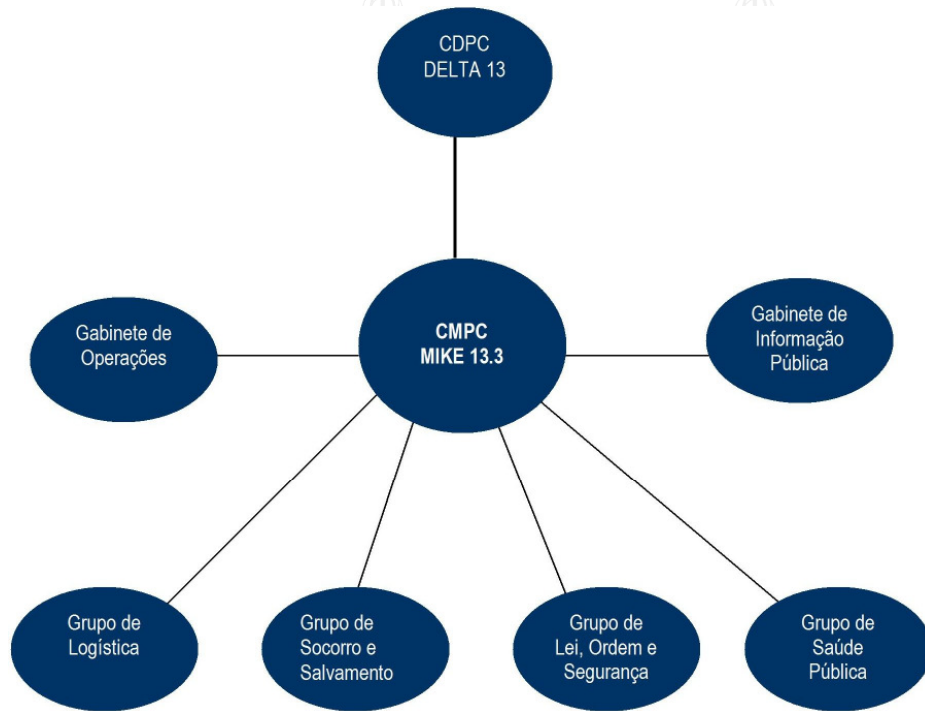 CDPC
DELTA 13
CMPC
MIKE 13.3
Gabinete de
Operações
Gabinete de
Informação
Pública
Grupo de
Logística
Grupo de
Socorro e
Salvamento
Grupo de
Lei, Ordem e
Segurança
Grupo de
Saúde
Pública